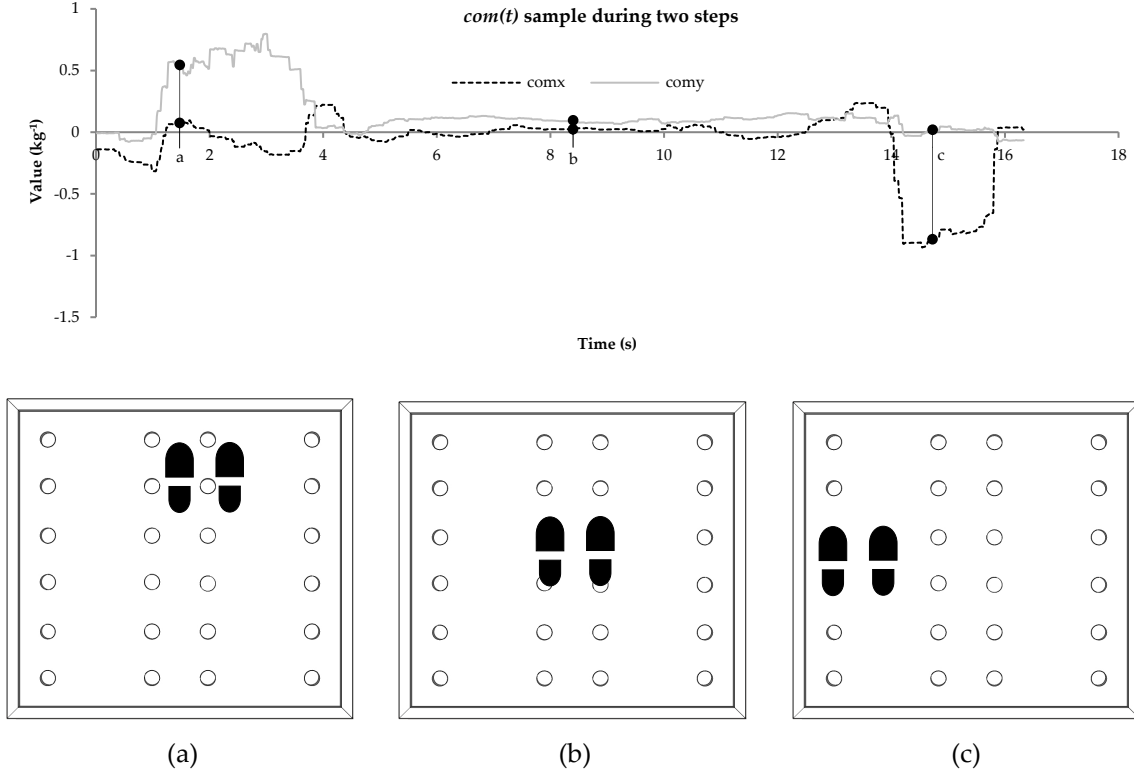 com(t) sample during two steps
1
0.5
0
-0.5
-1
-1.5
Value (kg-1)
comx comy
0 a 2 4 6 8 b 10 12 14 c 16 18
Time (s)
(a) (b) (c)